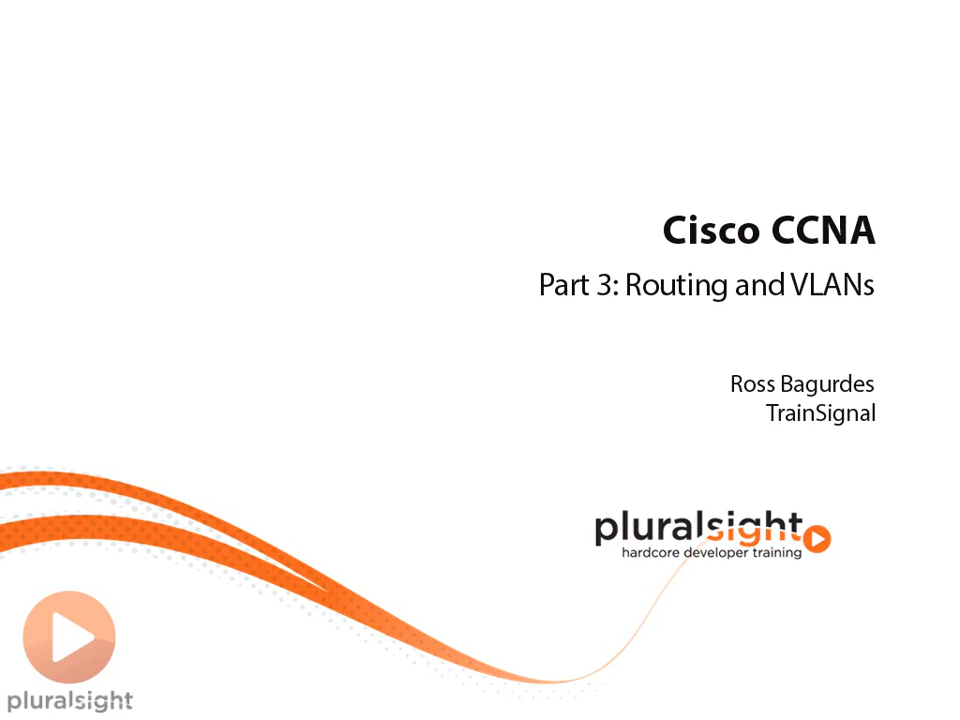 Cisco CCNA
Part 3: Routing and VLANs
Ross Bagurdes
TrainSignal
pluralsight
hardcore developer training
pluralsight